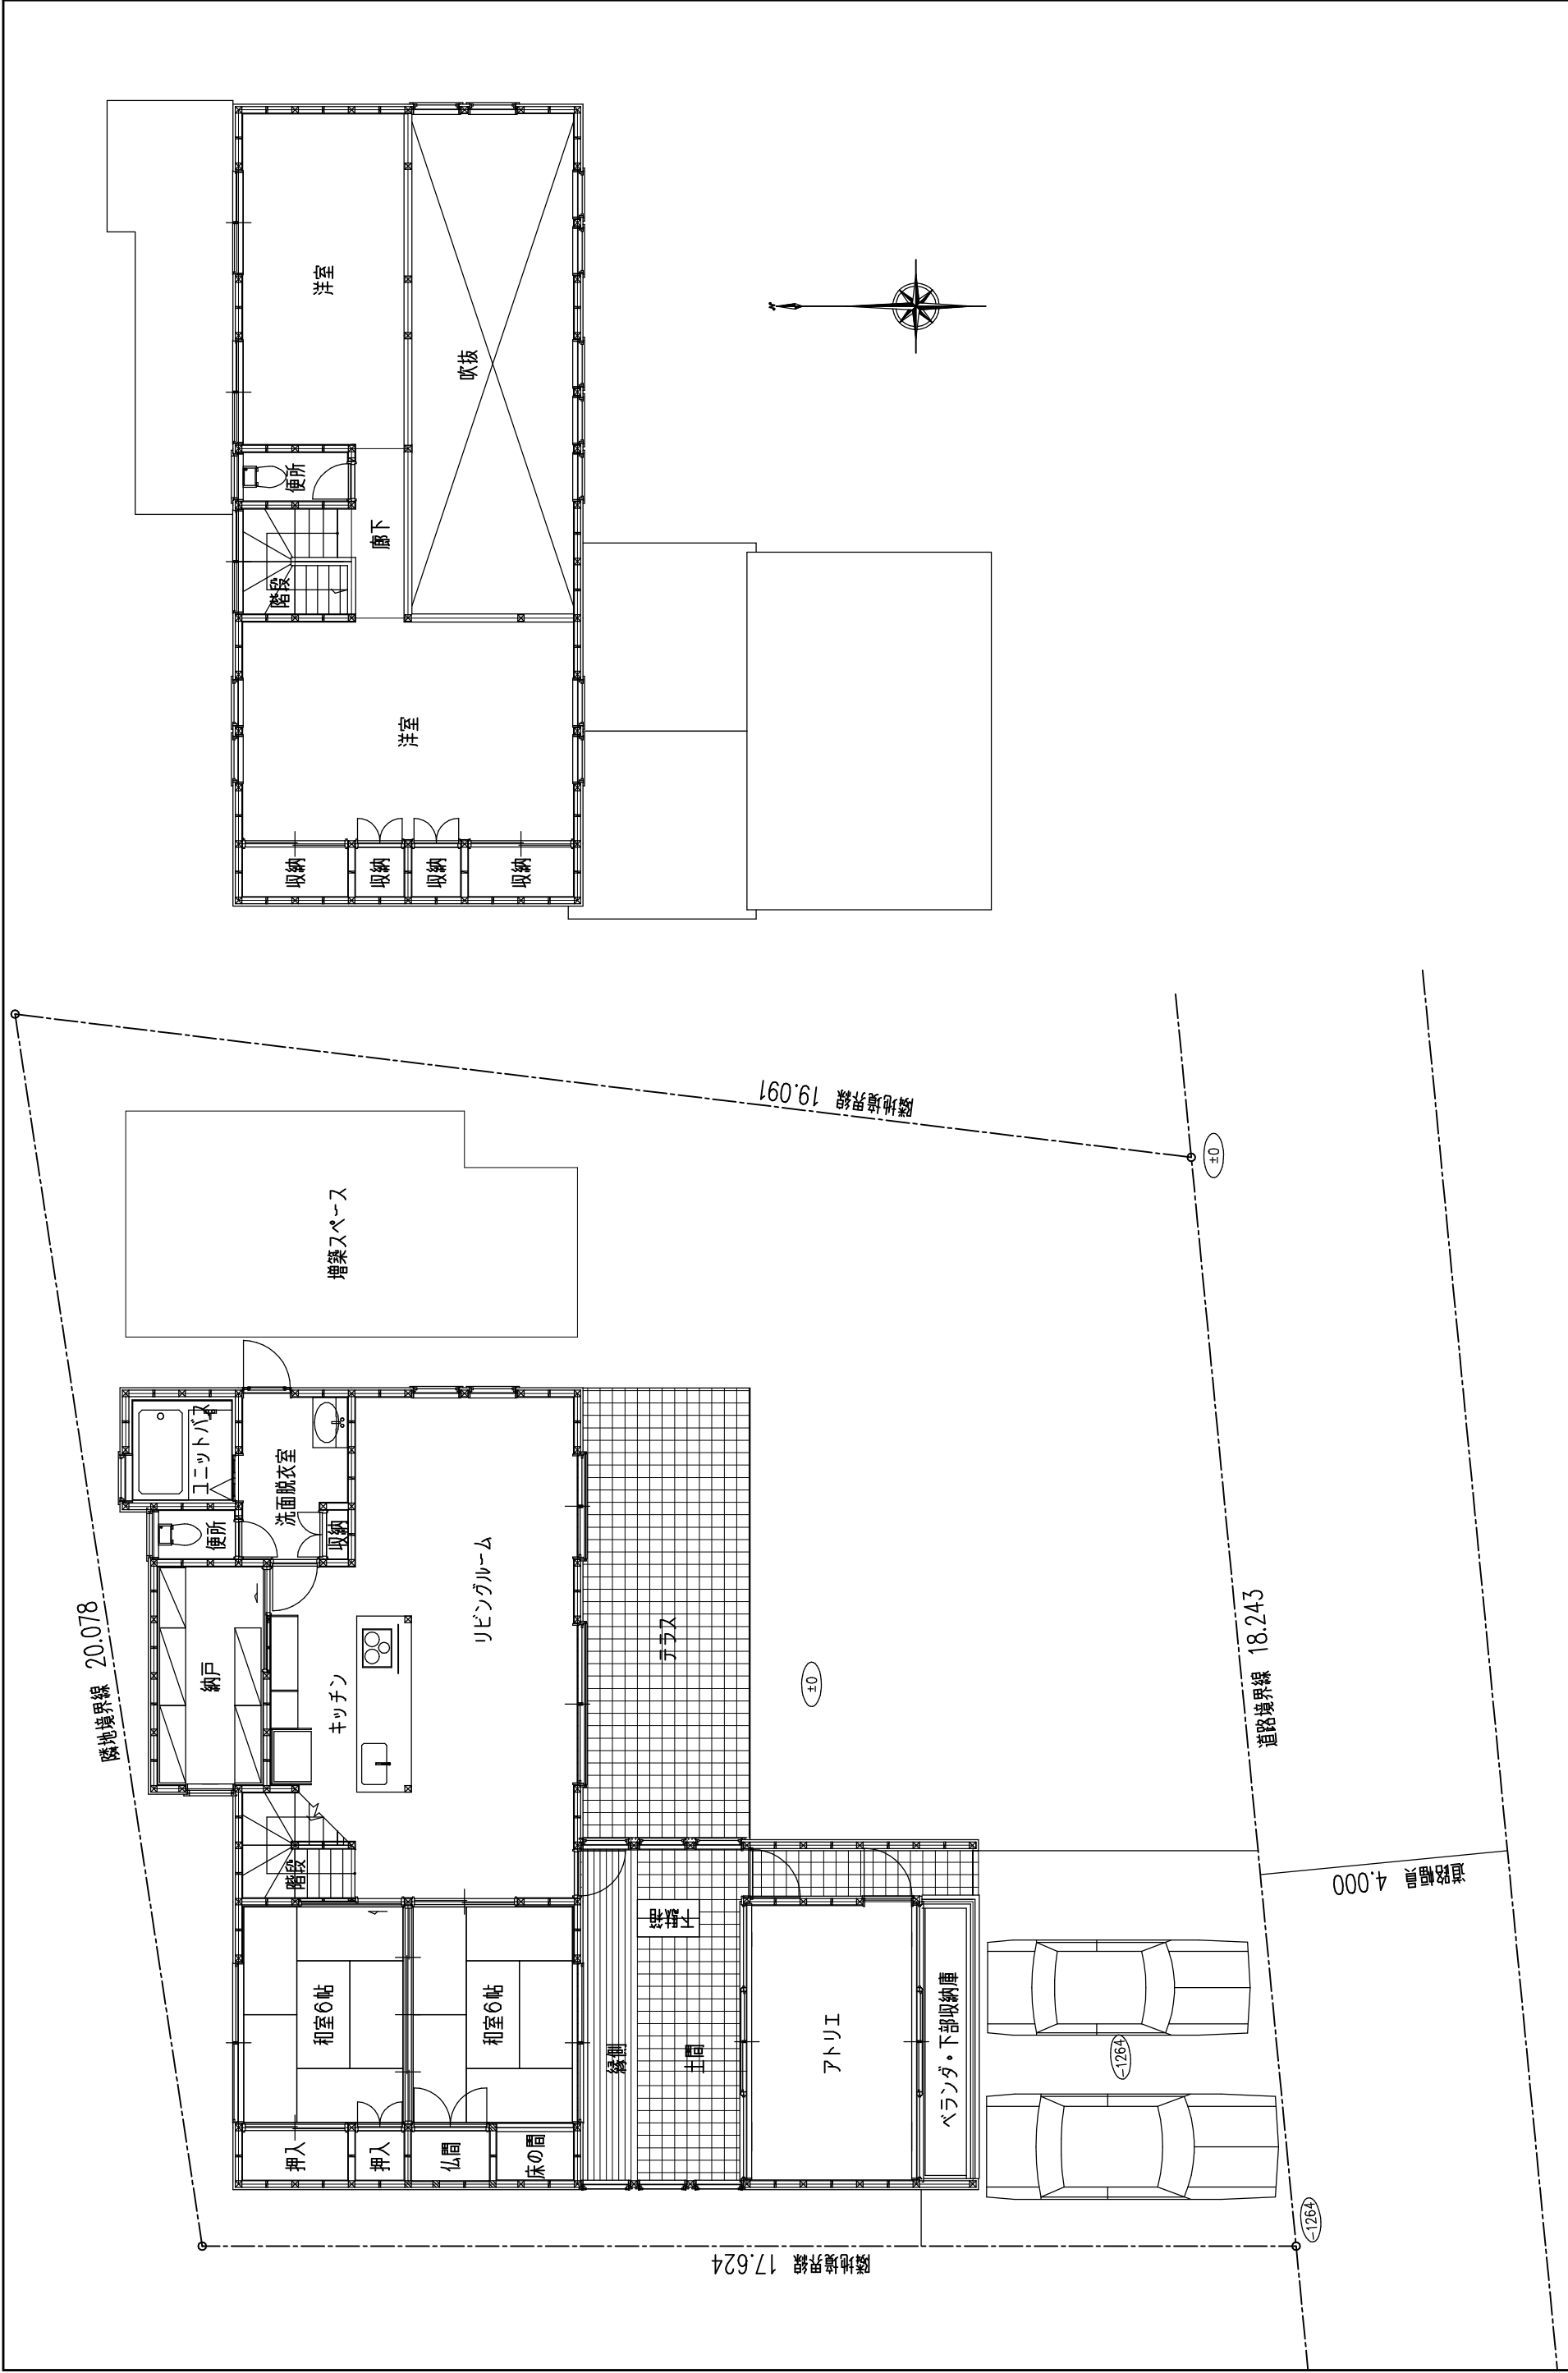 洋室
吹抜
便所
廊下
階段
洋室
収納
収納
収納
収納
N
隣地境界線 19.091
±0
増築スペース
ユニットバス
洗面脱衣室
便所
収納
隣地境界線 20.078
納戸
キッチン
リビングルーム
テラス
±0
道路境界線 18.243
道路幅員 4.000
階段
下駄箱
和室6帖
和室6帖
縁側
土間
アトリエ
ベランダ・下部収納庫
-1264
押入
押入
仏間
床の間
-1264
隣地境界線 17.624